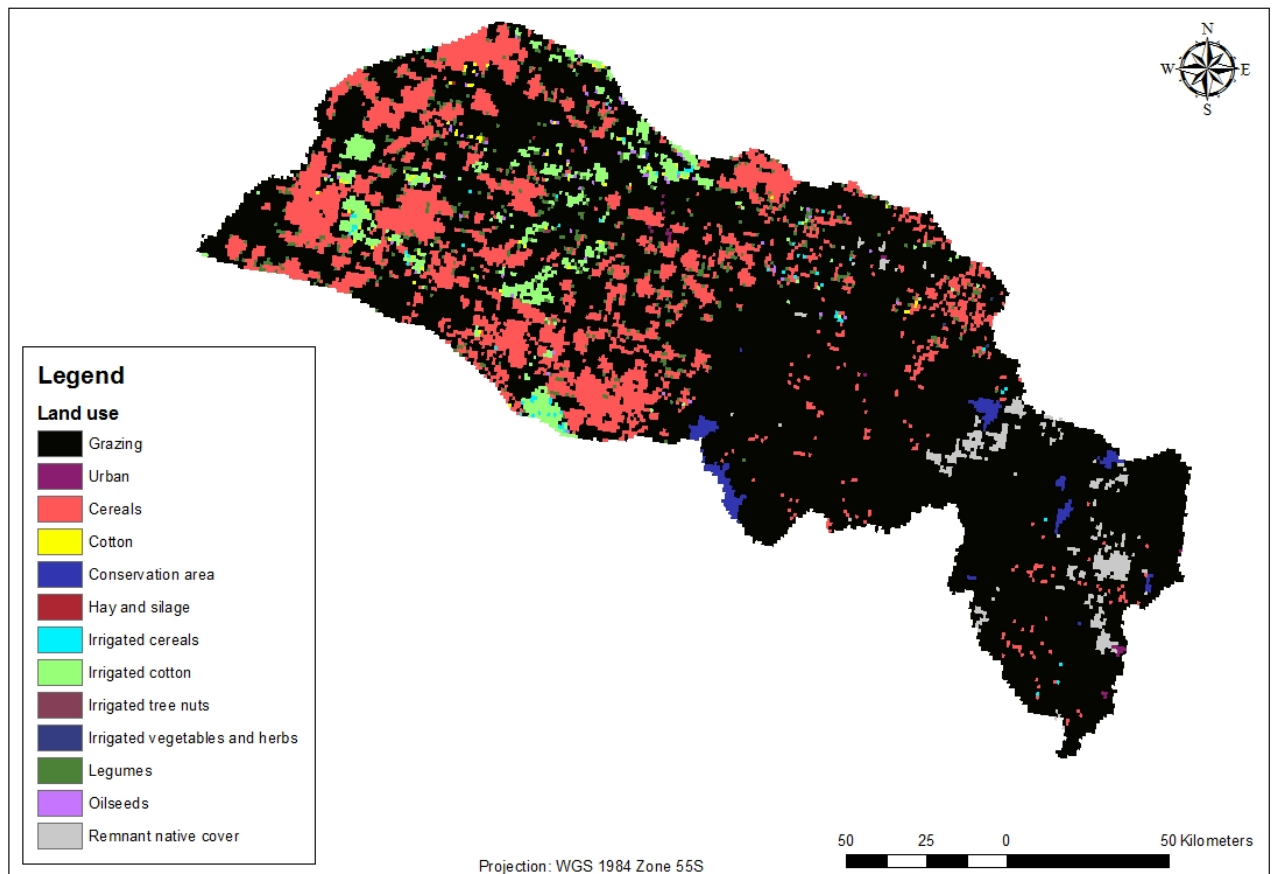 N
W E
S
Legend
Land use
Grazing
Urban
Cereals
Cotton
Conservation area
Hay and silage
Irrigated cereals
Irrigated cotton
Irrigated tree nuts
Irrigated vegetables and herbs
Legumes
Oilseeds
Remnant native cover
50 25 0 50 Kilometers
Projection: WGS 1984 Zone 55S